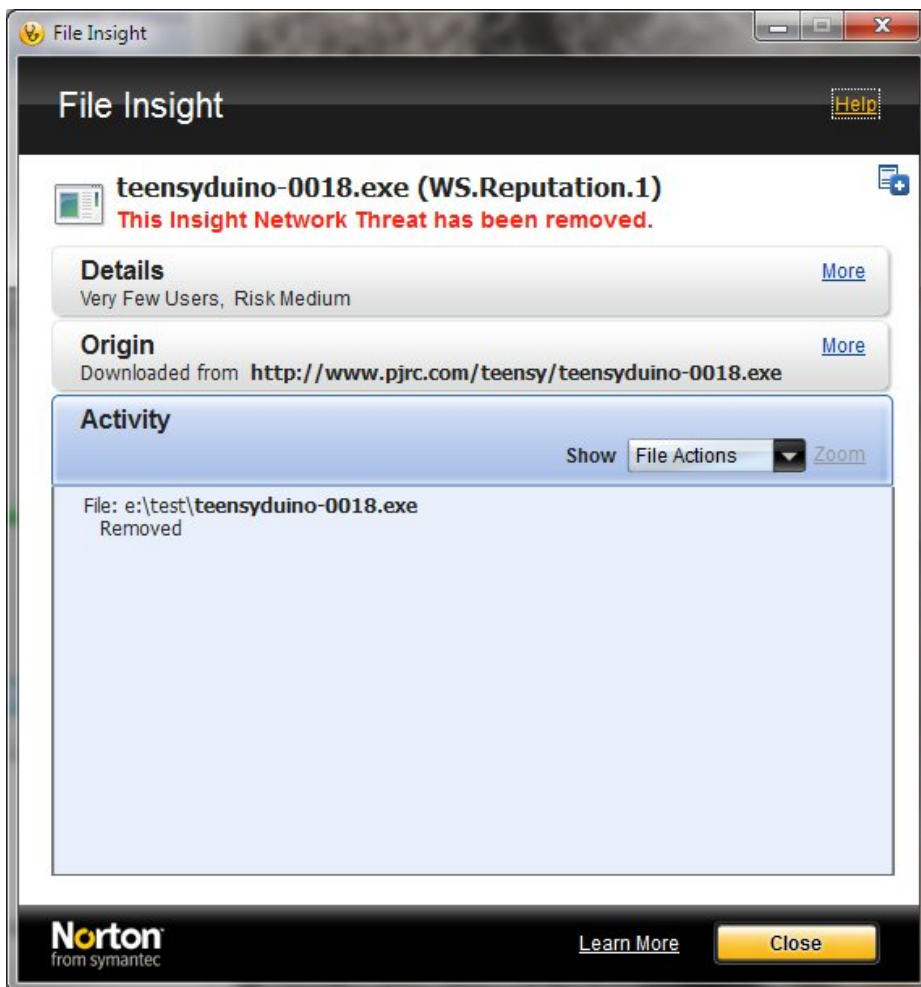 File Insight
File Insight
Help
teensyduino-0018.exe (WS.Reputation.1)
This Insight Network Threat has been removed.
Details
More
Very Few Users, Risk Medium
Origin
More
Downloaded from http://www.pjrc.com/teensy/teensyduino-0018.exe
Activity
Show File Actions Zoom
File: e:\test\teensyduino-0018.exe
Removed
Norton
from symantec
Learn More
Close